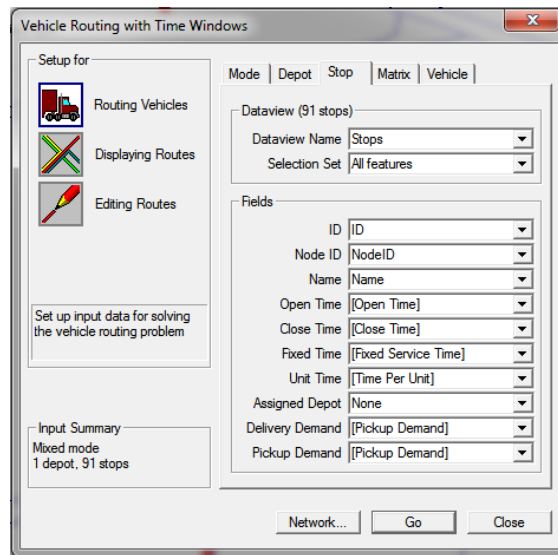 Vehicle Routing with Time Windows
Setup for
Routing Vehicles
Displaying Routes
Editing Routes
Set up input data for solving
the vehicle routing problem
Input Summary
Mixed mode
1 depot, 91 stops
Mode Depot Stop Matrix Vehicle
Dataview (91 stops)
Dataview Name Stops
Selection Set All features
Fields
ID ID
Node ID NodeID
Name Name
Open Time [Open Time]
Close Time [Close Time]
Fixed Time [Fixed Service Time]
Unit Time [Time Per Unit]
Assigned Depot None
Delivery Demand [Pickup Demand]
Pickup Demand [Pickup Demand]
Network... Go Close